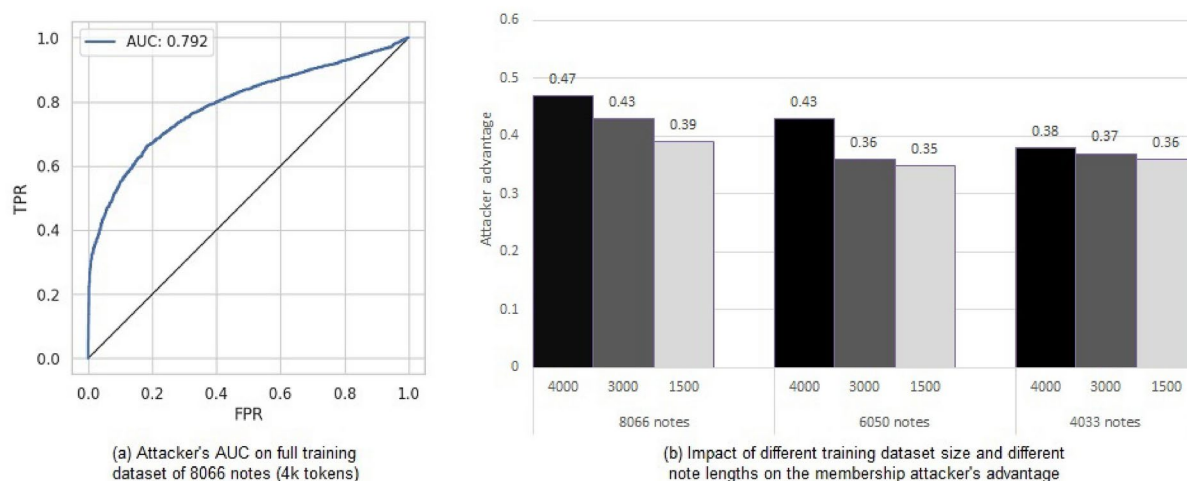 AUC: 0.792
1.0
0.8
0.6
0.4
0.2
0.0
TPR
0.0 0.2 0.4 0.6 0.8 1.0
FPR
(a) Attacker's AUC on full training
dataset of 8066 notes (4k tokens)
0.6
0.5
0.4
0.3
0.2
0.1
0
Attacker advantage
0.47 0.43 0.39 0.43 0.36 0.35 0.38 0.37 0.36
4000 3000 1500 4000 3000 1500 4000 3000 1500
8066 notes 6050 notes 4033 notes
(b) Impact of different training dataset size and different
note lengths on the membership attacker's advantage